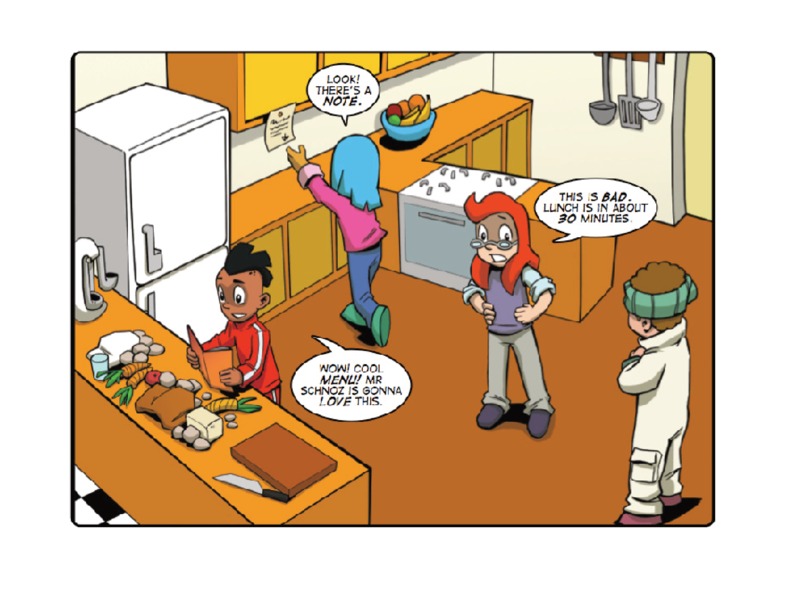 LOOK!
THERE'S A
NOTE.
THIS IS BAD.
LUNCH IS IN ABOUT
30 MINUTES.
WOW! COOL
MENU! MR
SCHNOZ IS GONNA
LOVE THIS.